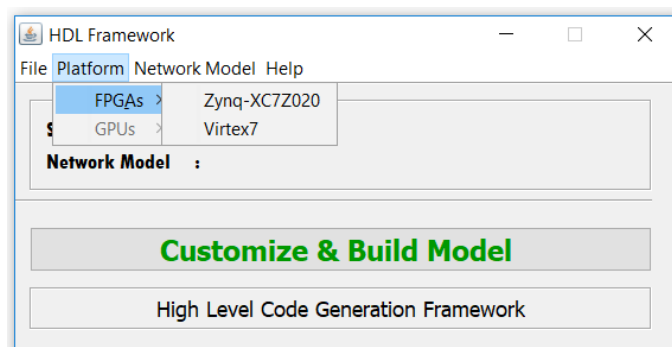 HDL Framework
File Platform Network Model Help
FPGAs > Zynq-XC7Z020
GPUs > Virtex7
Network Model :
Customize & Build Model
High Level Code Generation Framework